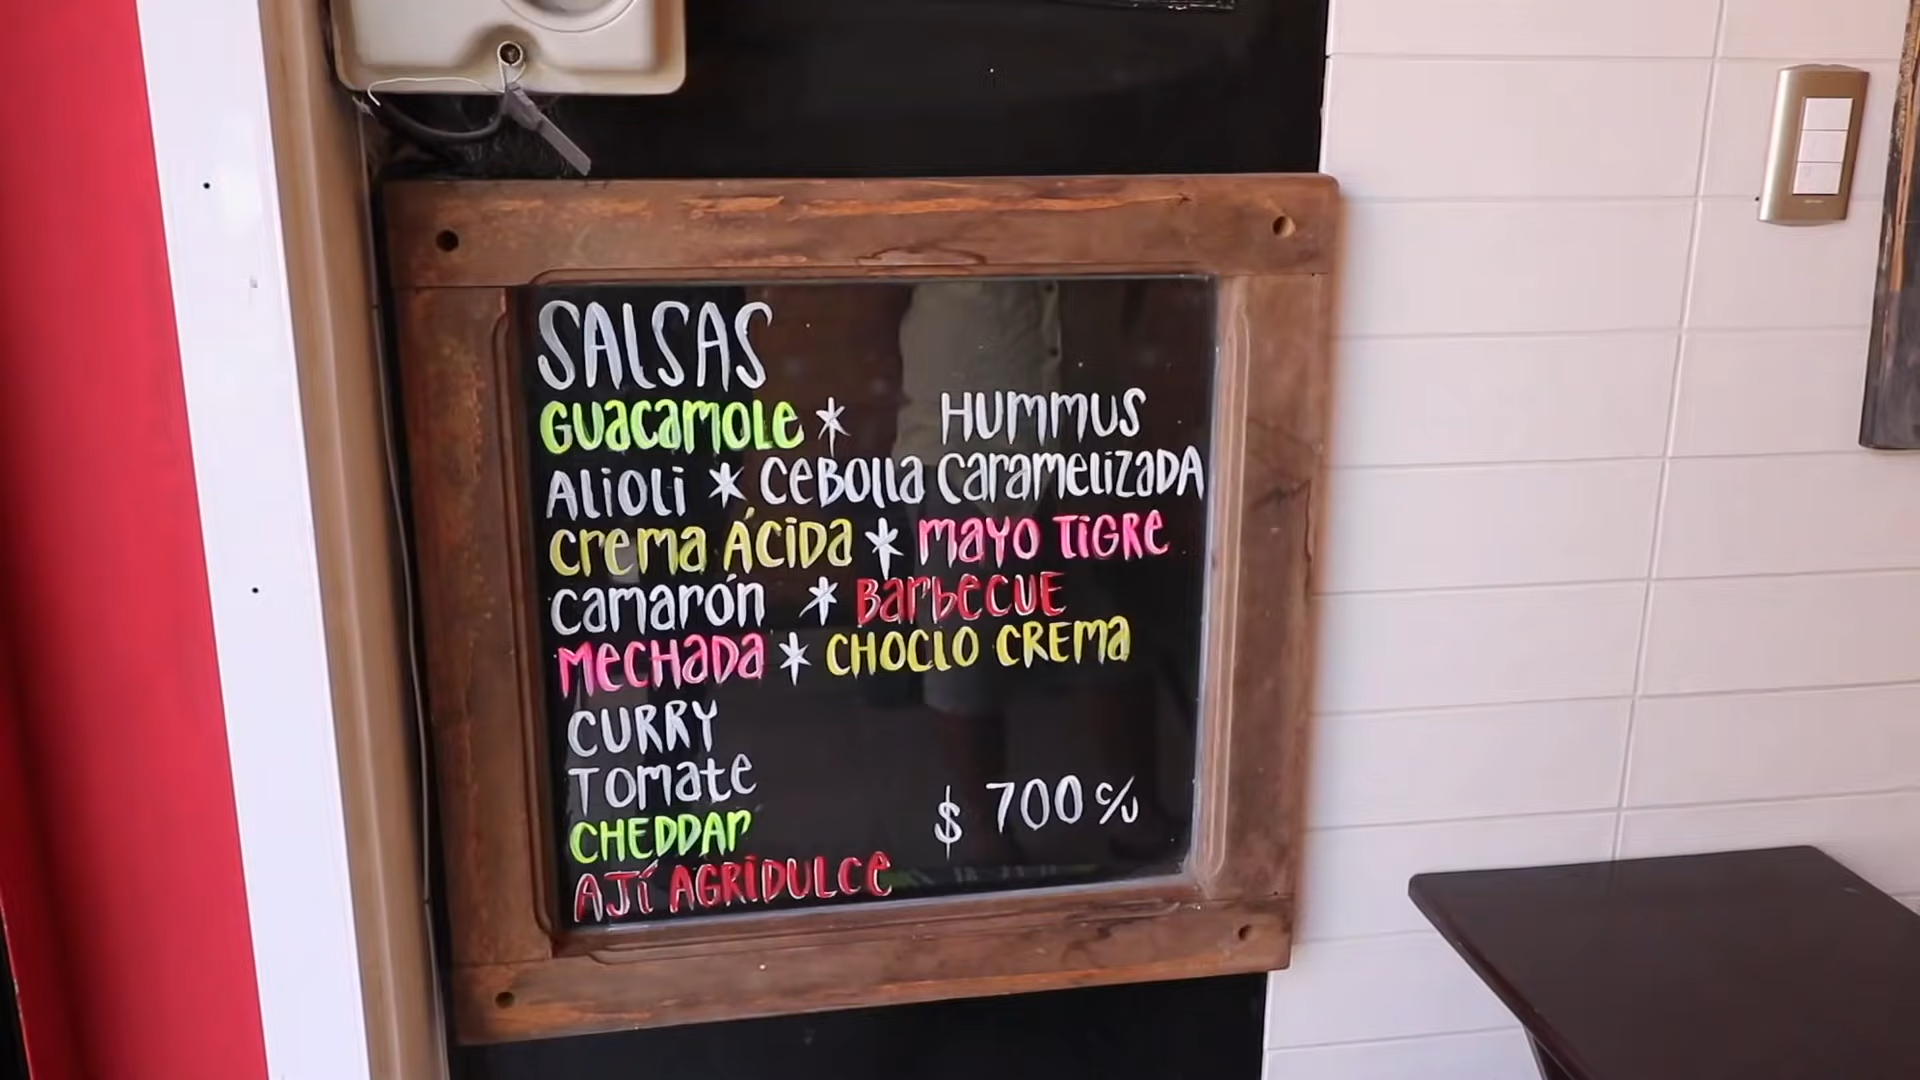 SALSAS
GUACAMOLE * HUMMUS
ALIOLI * CEBOLLA CARAMELIZADA
CREMA ÁCIDA * MAYO TIGRE
CAMARÓN * BARBECUE
MECHADA * CHOCLO CREMA
CURRY
TOMATE
CHEDDAR
$ 700 c/u
AJÍ AGRIDULCE